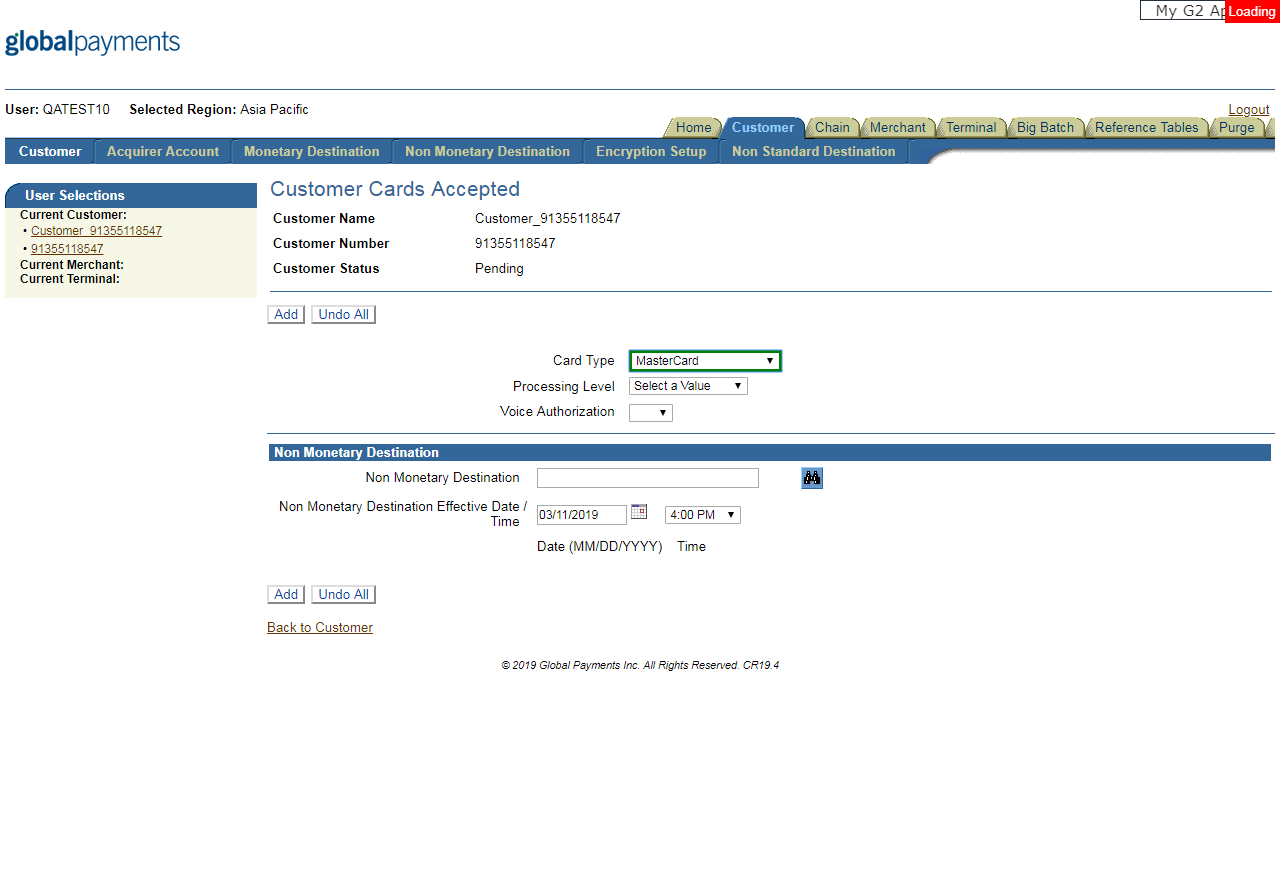 My G2 Ap Loading
globalpayments
User: QATEST10 Selected Region: Asia Pacific Logout
Home Customer Chain Merchant Terminal Big Batch Reference Tables Purge
Customer Acquirer Account Monetary Destination Non Monetary Destination Encryption Setup Non Standard Destination
User Selections
Current Customer:
• Customer_91355118547
• 91355118547
Current Merchant:
Current Terminal:
Customer Cards Accepted
Customer Name Customer_91355118547
Customer Number 91355118547
Customer Status Pending
Add Undo All
Card Type MasterCard
Processing Level Select a Value
Voice Authorization
Non Monetary Destination
Non Monetary Destination
Non Monetary Destination Effective Date /
Time 03/11/2019 4:00 PM
Date (MM/DD/YYYY) Time
Add Undo All
Back to Customer
© 2019 Global Payments Inc. All Rights Reserved. CR19.4